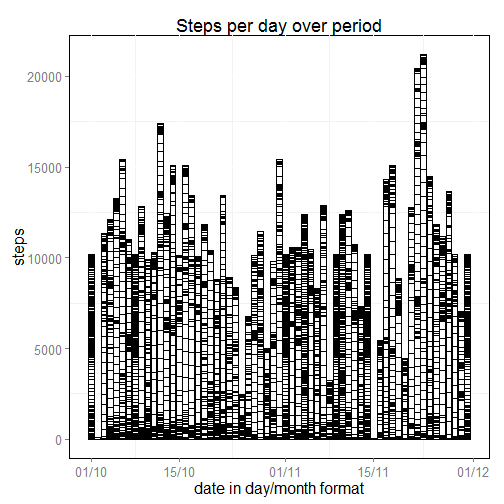 Steps per day over period
20000
15000
10000
5000
0
steps
01/10 15/10 01/11 15/11 01/12
date in day/month format